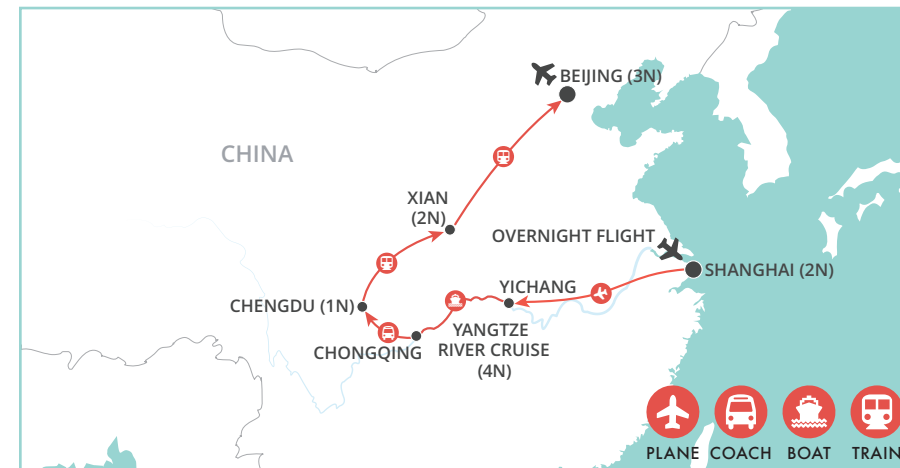 BEIJING (3N)
CHINA
XIAN
(2N)
OVERNIGHT FLIGHT
SHANGHAI (2N)
YICHANG
CHENGDU (1N)
YANGTZE
RIVER CRUISE
(4N)
CHONGQING
PLANE COACH BOAT TRAIN